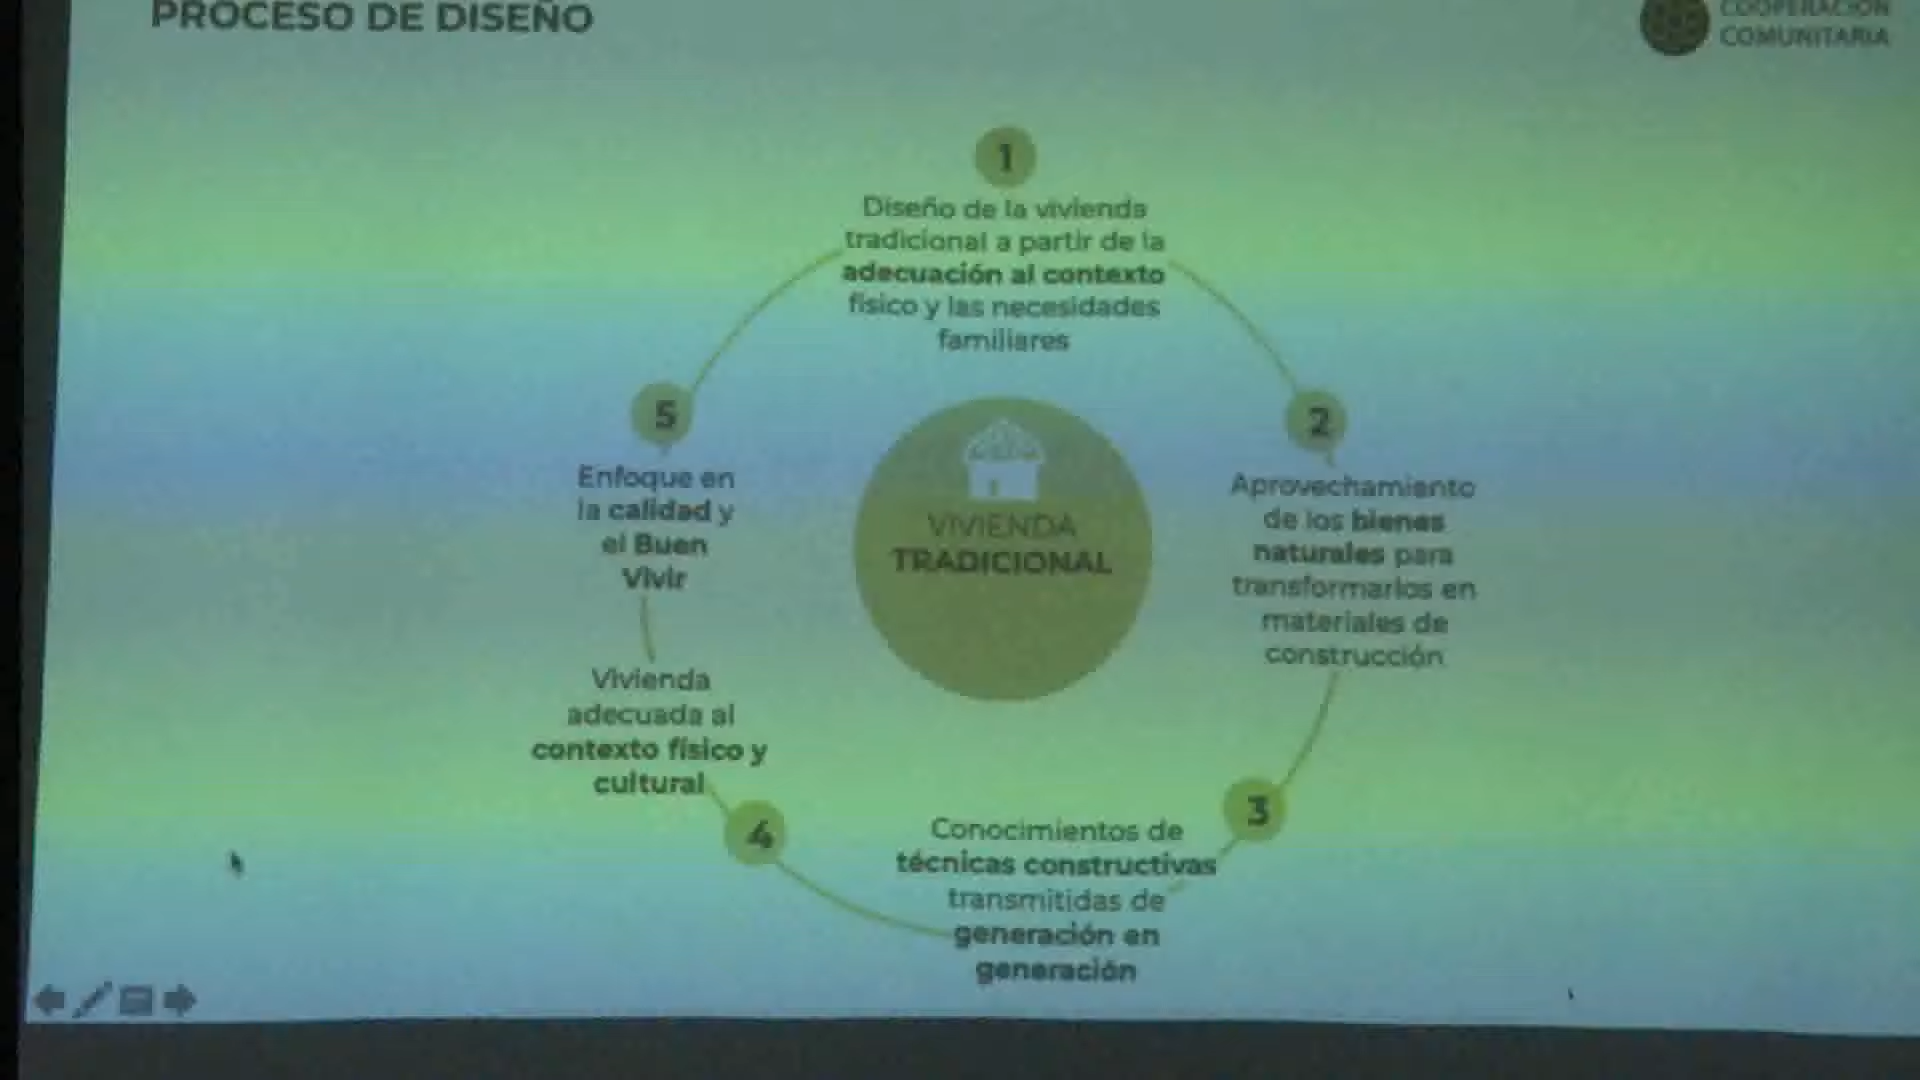 PROCESO DE DISEÑO
COOPERACIÓN
COMUNITARIA
1
Diseño de la vivienda
tradicional a partir de la
adecuación al contexto
físico y las necesidades
familiares
2
Aprovechamiento
de los bienes
naturales para
transformarlos en
materiales de
construcción
3
Conocimientos de
técnicas constructivas
transmitidas de
generación en
generación
4
Vivienda
adecuada al
contexto físico y
cultural
5
Enfoque en
la calidad y
el Buen
Vivir
VIVIENDA
TRADICIONAL